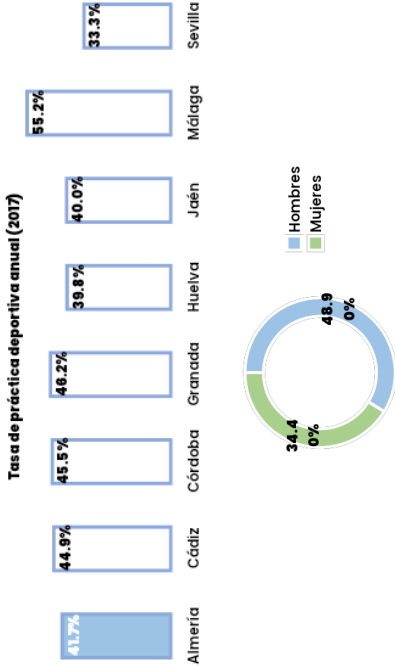 Tasa de práctica deportiva anual (2017)
41.7%
44.9%
45.5%
46.2%
39.8%
40.0%
55.2%
33.3%
Almería
Cádiz
Córdoba
Granada
Huelva
Jaén
Málaga
Sevilla
34.4
0%
48.9
0%
Hombres
Mujeres